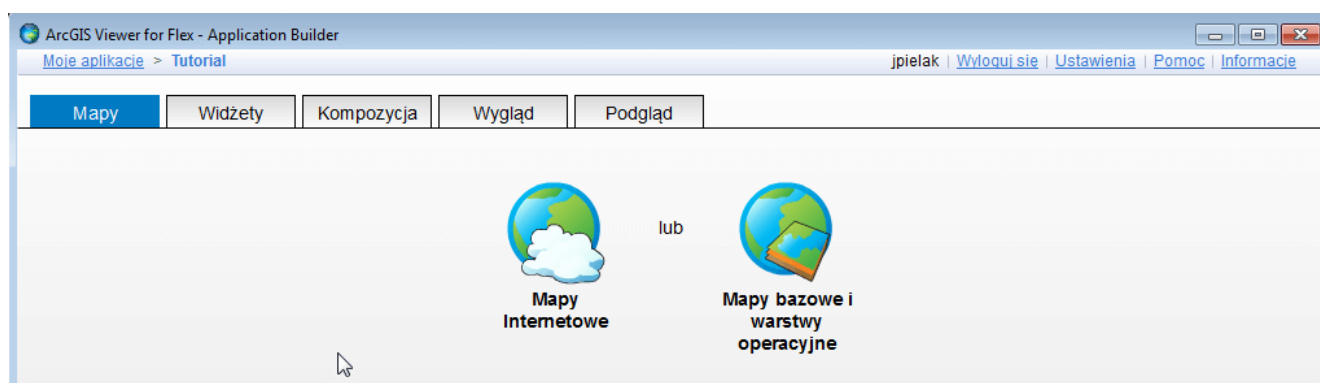 ArcGIS Viewer for Flex - Application Builder
Moje aplikacje > Tutorial
jpielak | Wyloguj się | Ustawienia | Pomoc | Informacje
Mapy Widżety Kompozycja Wygląd Podgląd
lub
Mapy
Internetowe
Mapy bazowe i
warstwy
operacyjne